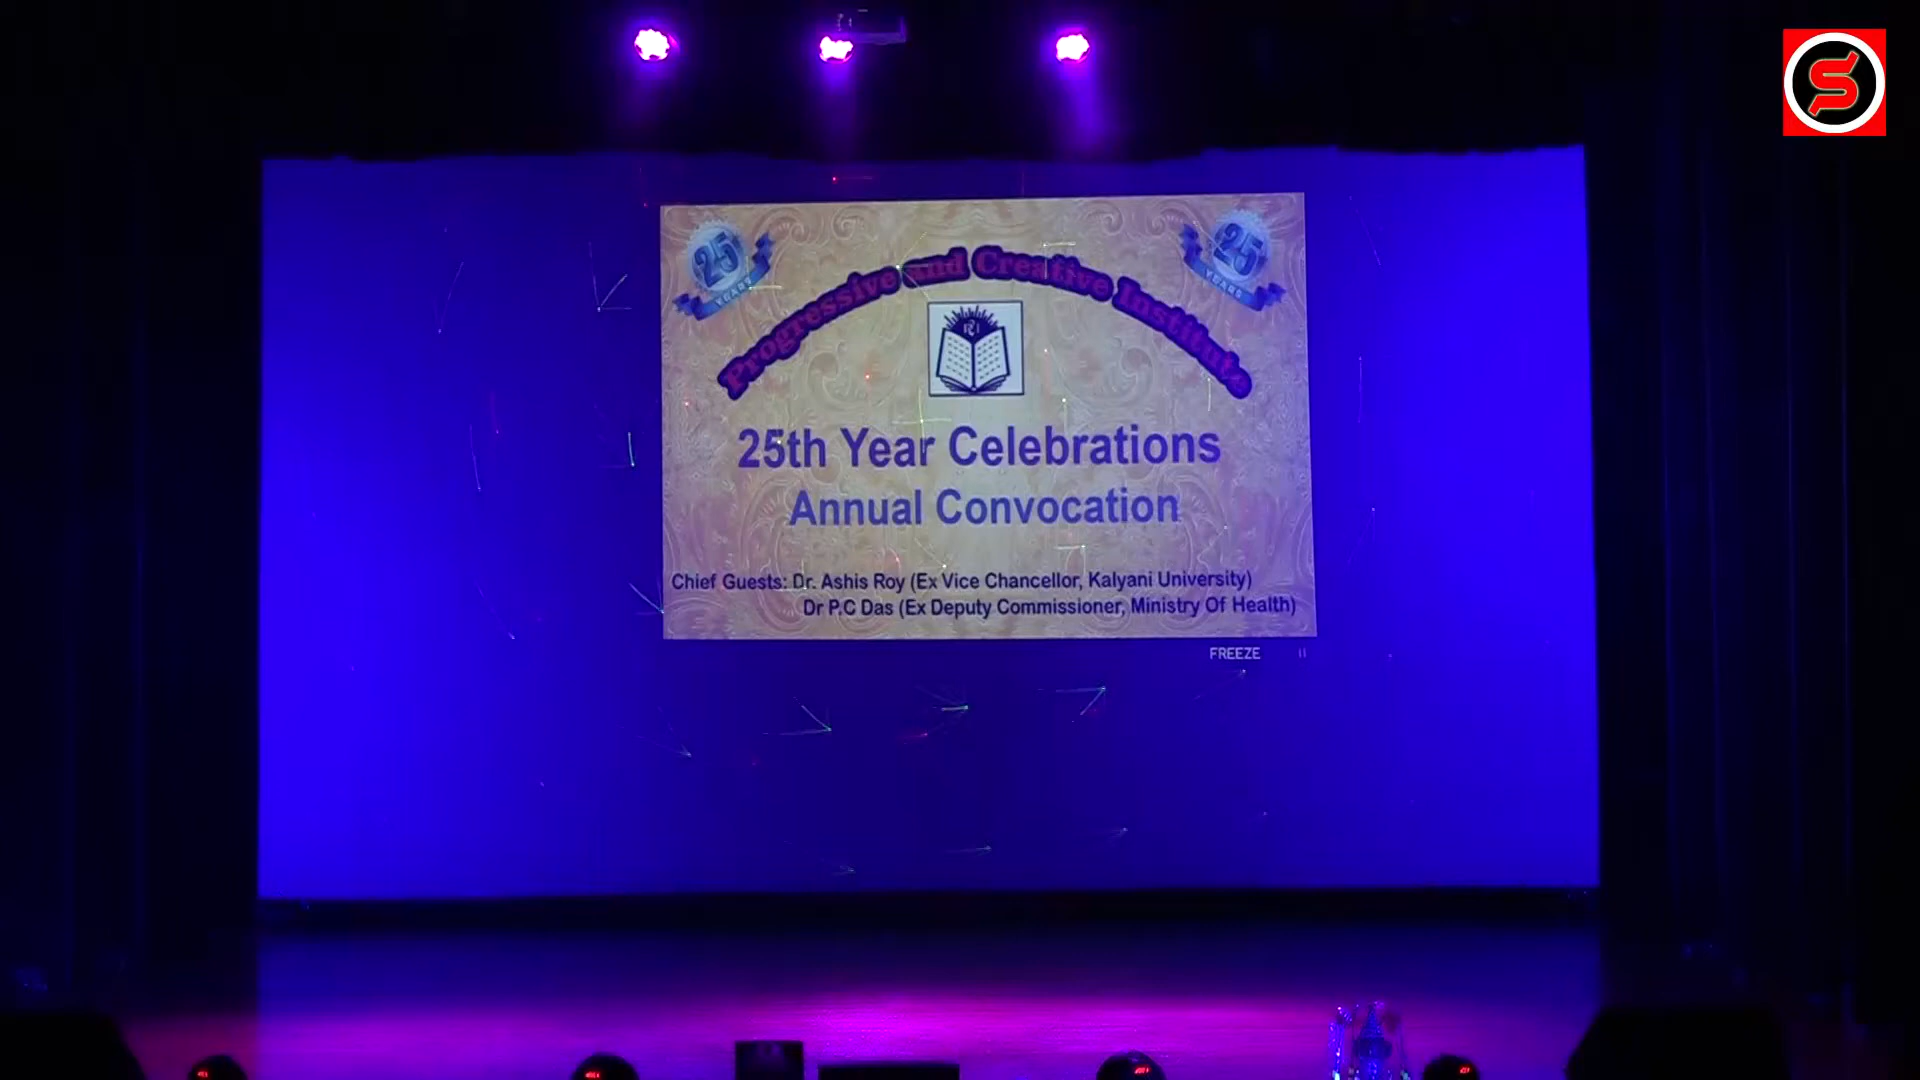 S
25 YEARS
25 YEARS
Progressive and Creative Institute
PCI
25th Year Celebrations
Annual Convocation
Chief Guests: Dr. Ashis Roy (Ex Vice Chancellor, Kalyani University)
Dr P.C Das (Ex Deputy Commissioner, Ministry Of Health)
FREEZE